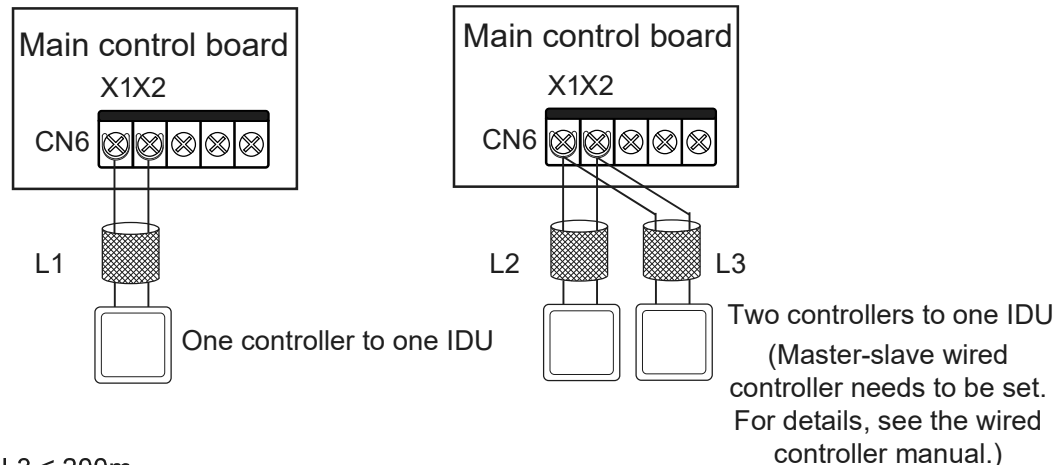 Main control board
X1X2
CN6
L1
One controller to one IDU
Main control board
X1X2
CN6
L2
L3
Two controllers to one IDU
(Master-slave wired
controller needs to be set.
For details, see the wired
controller manual.)